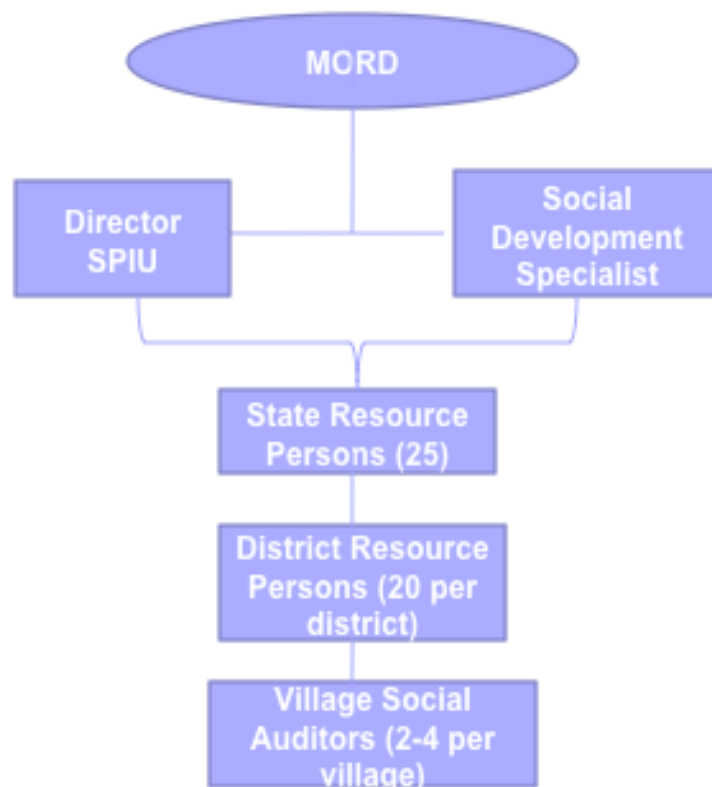 MORD
Director
SPIU
Social
Development
Specialist
State Resource
Persons (25)
District Resource
Persons (20 per
district)
Village Social
Auditors (2-4 per
village)